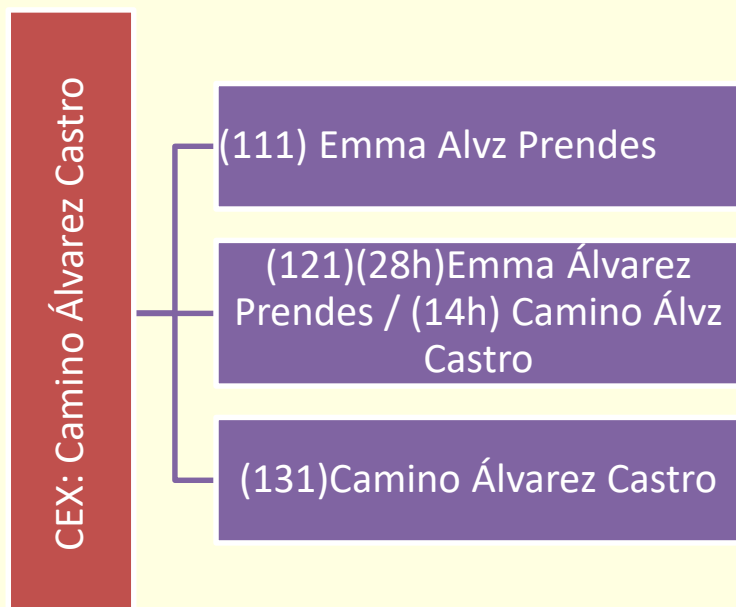 CEX: Camino Álvarez Castro
(111) Emma Alvz Prendes
(121)(28h)Emma Álvarez
Prendes / (14h) Camino Álvz
Castro
(131)Camino Álvarez Castro